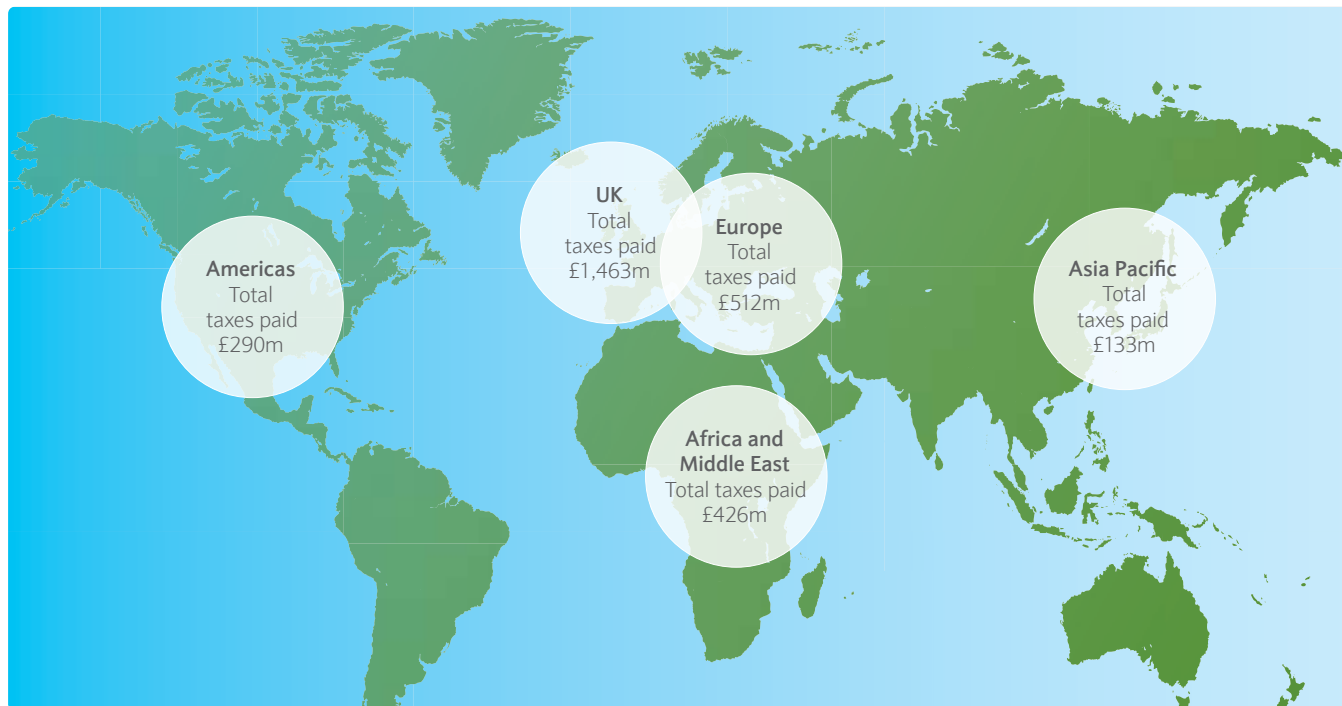 UK
Total
taxes paid
£1,463m
Europe
Total
taxes paid
£512m
Americas
Total
taxes paid
£290m
Asia Pacific
Total
taxes paid
£133m
Africa and
Middle East
Total taxes paid
£426m